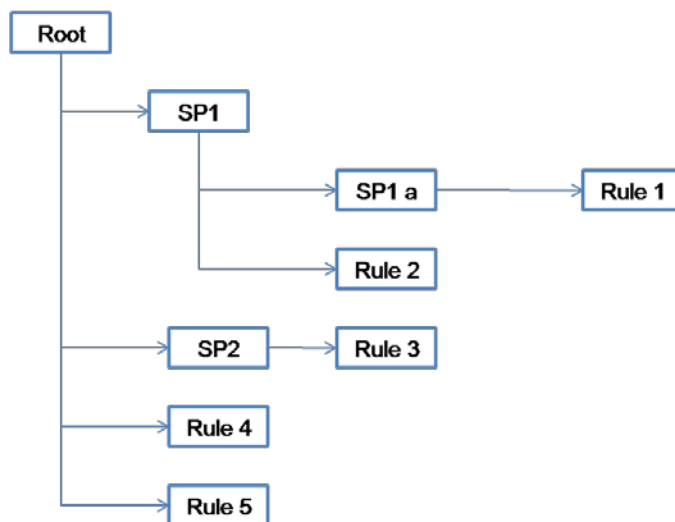 Root
SP1
SP1 a
Rule 1
Rule 2
SP2
Rule 3
Rule 4
Rule 5